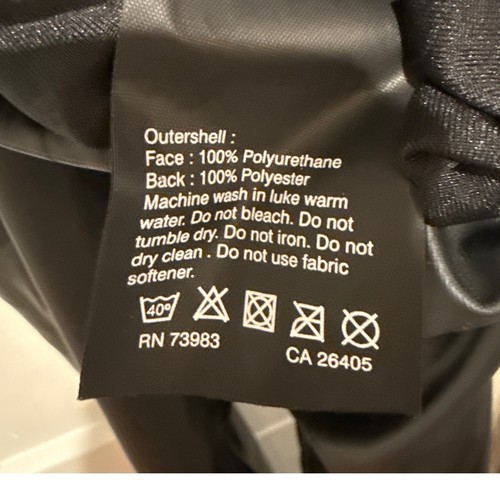 Outershell :
Face : 100% Polyurethane
Back : 100% Polyester
Machine wash in luke warm
water. Do not bleach. Do not
tumble dry. Do not iron. Do not
dry clean . Do not use fabric
softener.
40º
RN 73983
CA 26405